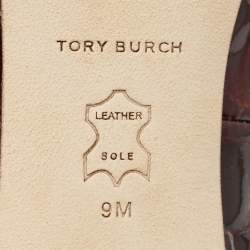 TORY BURCH
LEATHER
SOLE
9M